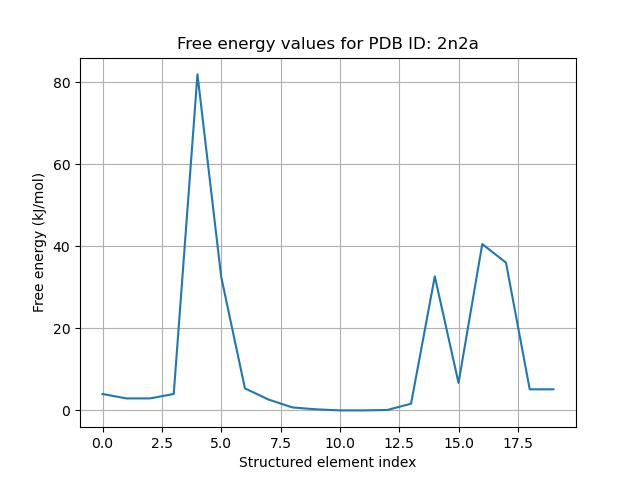 Free energy values for PDB ID: 2n2a
Free energy (kJ/mol)
80
60
40
20
0
0.0 2.5 5.0 7.5 10.0 12.5 15.0 17.5
Structured element index